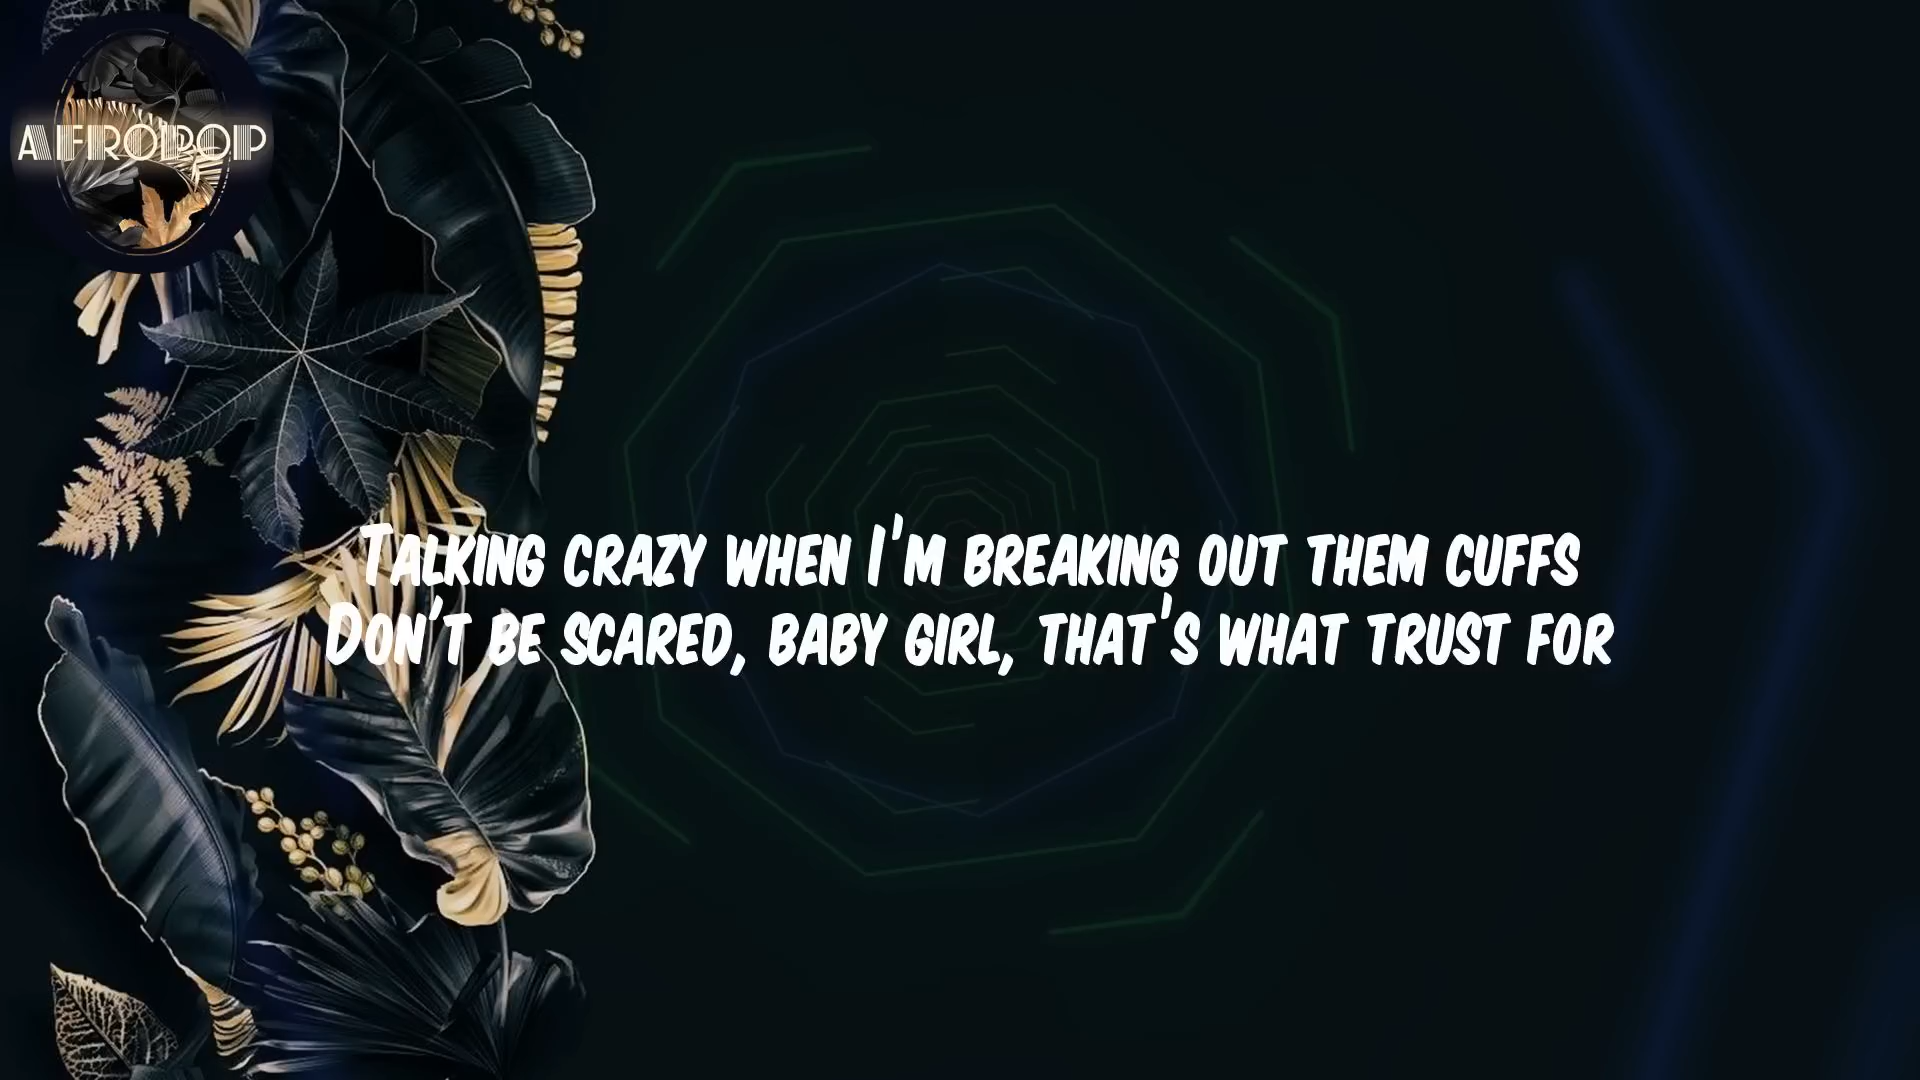 AFROPOP
Talking crazy when I'm breaking out them cuffs
Don't be scared, baby girl, that's what trust for